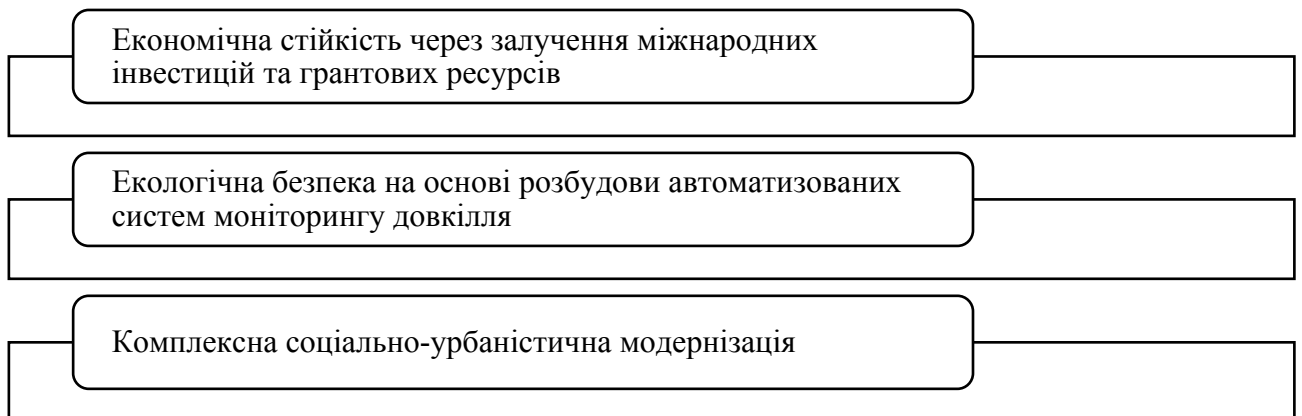 Економічна стійкість через залучення міжнародних
інвестицій та грантових ресурсів
Екологічна безпека на основі розбудови автоматизованих
систем моніторингу довкілля
Комплексна соціально-урбаністична модернізація